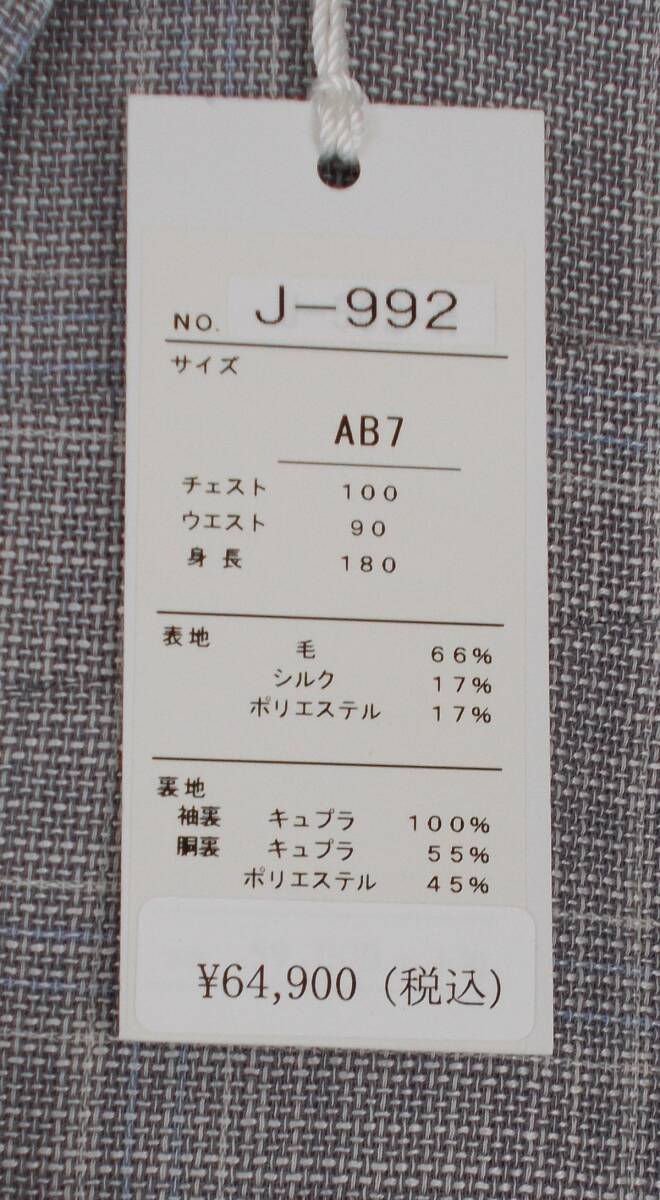 NO. J-992
サイズ
AB7
チェスト 100
ウエスト 90
身長 180
表地 毛 66%
シルク 17%
ポリエステル 17%
裏地
袖裏 キュプラ 100%
胴裏 キュプラ 55%
ポリエステル 45%
¥64,900 (税込)